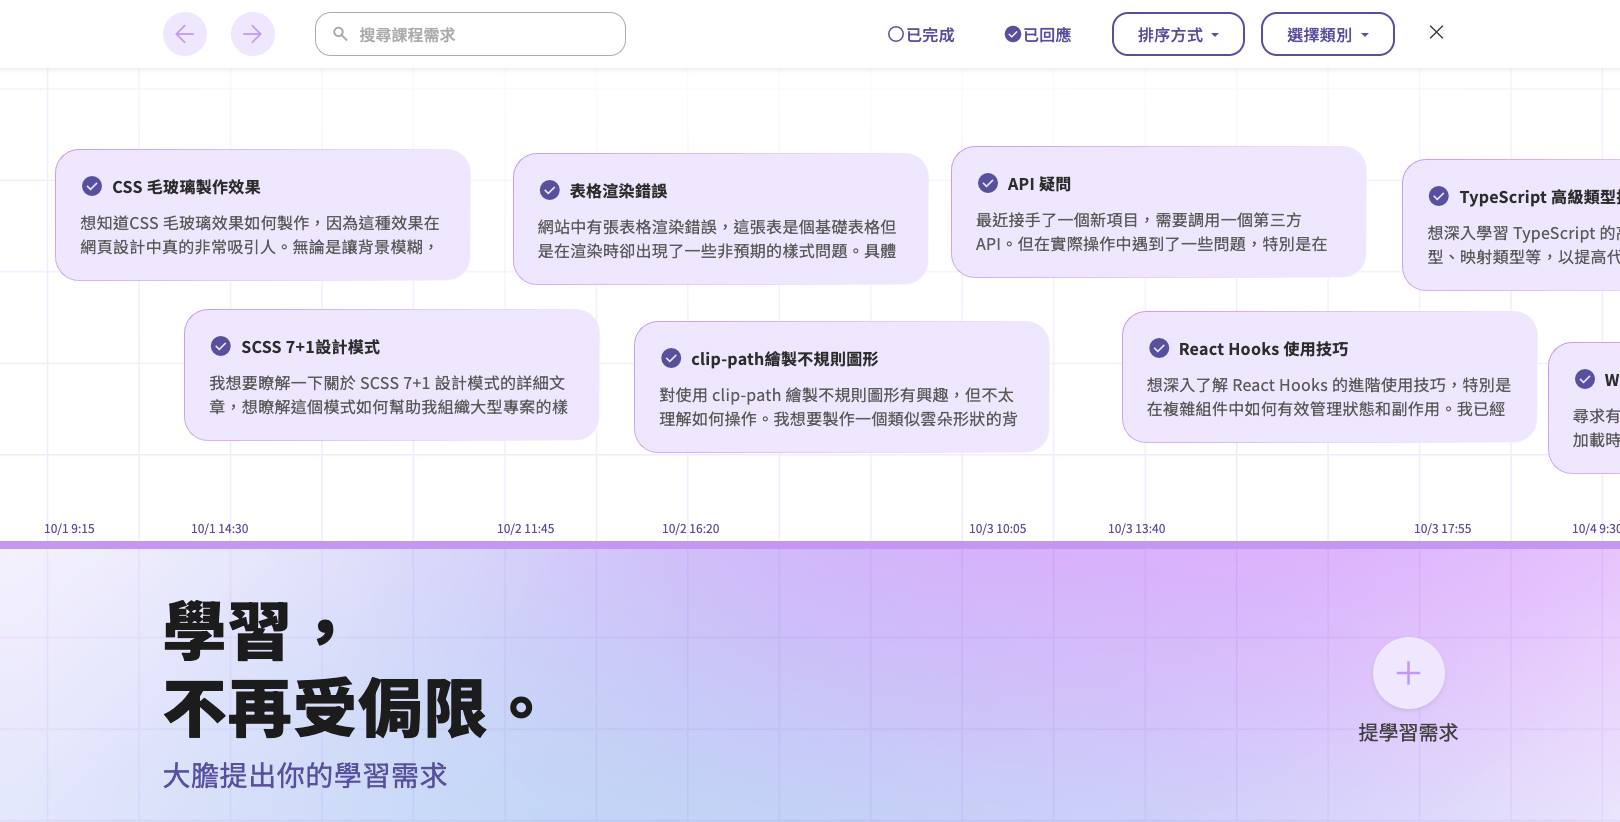 搜尋課程需求
已完成
已回應
排序方式
選擇類別
CSS 毛玻璃製作效果
想知道CSS 毛玻璃效果如何製作，因為這種效果在
網頁設計中真的非常吸引人。無論是讓背景模糊，
表格渲染錯誤
網站中有張表格渲染錯誤，這張表是個基礎表格但
是在渲染時卻出現了一些非預期的樣式問題。具體
API 疑問
最近接手了一個新項目，需要調用一個第三方
API。但在實際操作中遇到了一些問題，特別是在
TypeScript 高級類型
想深入學習 TypeScript 的高
型、映射類型等，以提高代
SCSS 7+1設計模式
我想要瞭解一下關於 SCSS 7+1 設計模式的詳細文
章，想瞭解這個模式如何幫助我組織大型專案的樣
clip-path繪製不規則圖形
對使用 clip-path 繪製不規則圖形有興趣，但不太
理解如何操作。我想要製作一個類似雲朵形狀的背
React Hooks 使用技巧
想深入了解 React Hooks 的進階使用技巧，特別是
在複雜組件中如何有效管理狀態和副作用。我已經
W
尋求有
加載時
10/1 9:15
10/1 14:30
10/2 11:45
10/2 16:20
10/3 10:05
10/3 13:40
10/3 17:55
10/4 9:30
學習，
不再受侷限。
大膽提出你的學習需求
提學習需求